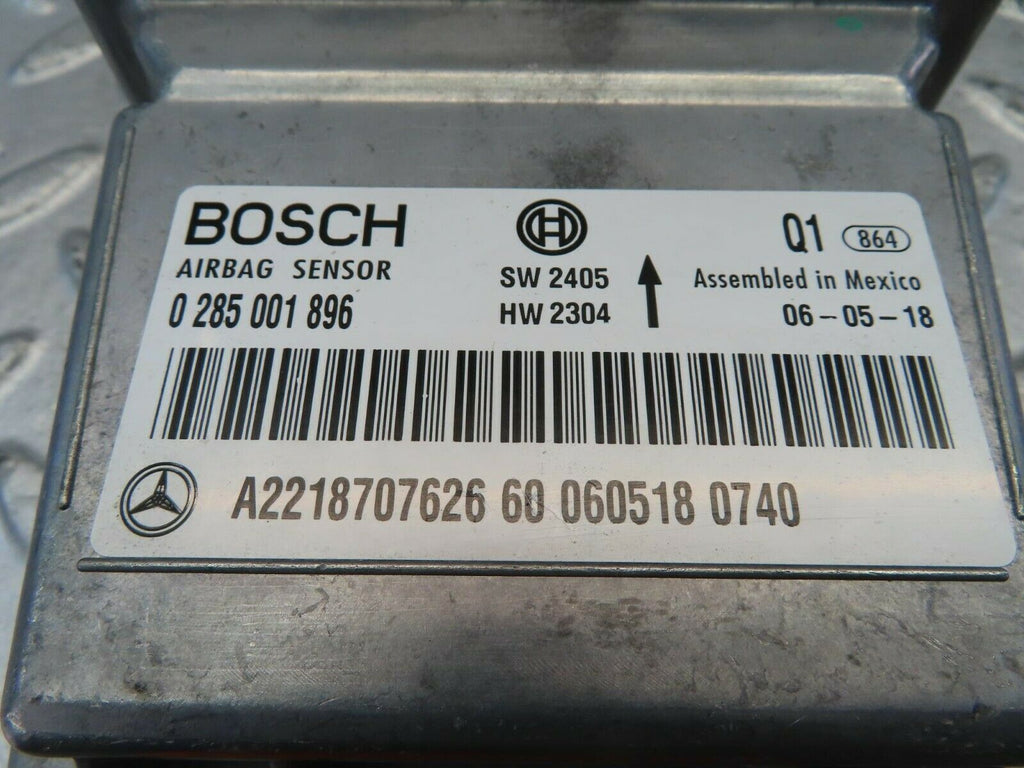 BOSCH
AIRBAG SENSOR
0 285 001 896
SW 2405
HW 2304
Q1 864
Assembled in Mexico
06-05-18
A2218707626 60 060518 0740